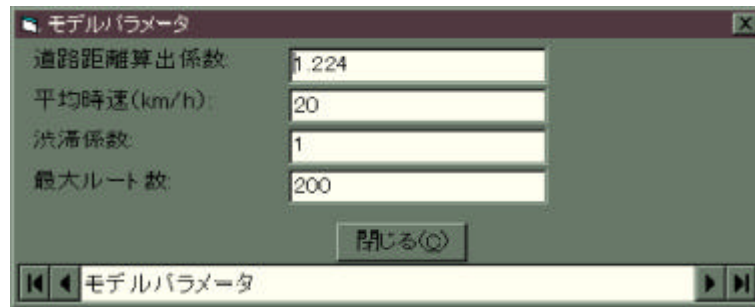 モデルパラメータ
道路距離算出係数:
1.224
平均時速(km/h):
20
渋滞係数:
1
最大ルート数:
200
閉じる(C)
モデルパラメータ